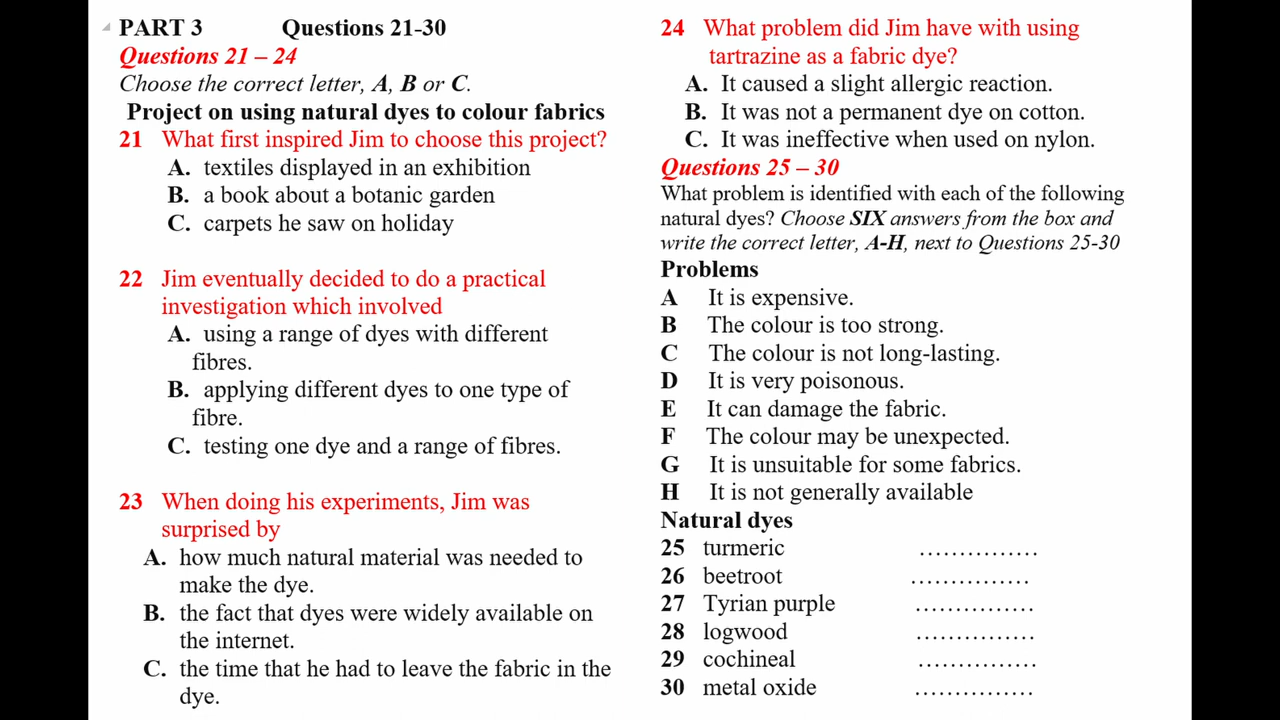 PART 3 Questions 21-30
Questions 21 – 24
Choose the correct letter, A, B or C.
Project on using natural dyes to colour fabrics
21 What first inspired Jim to choose this project?
A. textiles displayed in an exhibition
B. a book about a botanic garden
C. carpets he saw on holiday
22 Jim eventually decided to do a practical
investigation which involved
A. using a range of dyes with different
fibres.
B. applying different dyes to one type of
fibre.
C. testing one dye and a range of fibres.
23 When doing his experiments, Jim was
surprised by
A. how much natural material was needed to
make the dye.
B. the fact that dyes were widely available on
the internet.
C. the time that he had to leave the fabric in the
dye.
24 What problem did Jim have with using
tartrazine as a fabric dye?
A. It caused a slight allergic reaction.
B. It was not a permanent dye on cotton.
C. It was ineffective when used on nylon.
Questions 25 – 30
What problem is identified with each of the following
natural dyes? Choose SIX answers from the box and
write the correct letter, A-H, next to Questions 25-30
Problems
A It is expensive.
B The colour is too strong.
C The colour is not long-lasting.
D It is very poisonous.
E It can damage the fabric.
F The colour may be unexpected.
G It is unsuitable for some fabrics.
H It is not generally available
Natural dyes
25 turmeric ……………
26 beetroot ……………
27 Tyrian purple ……………
28 logwood ……………
29 cochineal ……………
30 metal oxide ……………